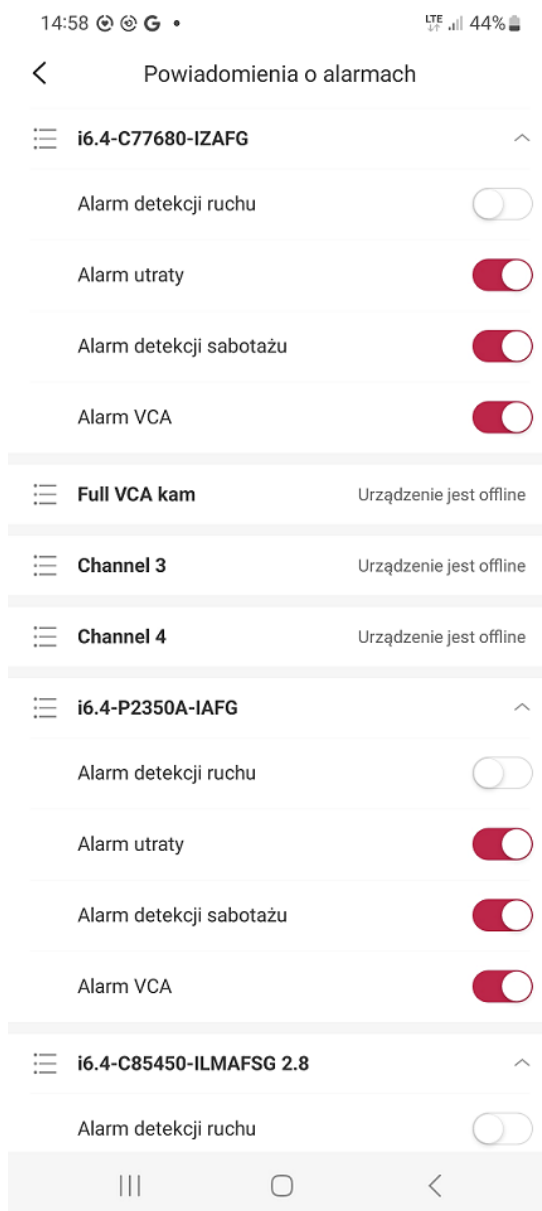 14:58 G LTE 44%
Powiadomienia o alarmach
i6.4-C77680-IZAFG
Alarm detekcji ruchu
Alarm utraty
Alarm detekcji sabotażu
Alarm VCA
Full VCA kam Urządzenie jest offline
Channel 3 Urządzenie jest offline
Channel 4 Urządzenie jest offline
i6.4-P2350A-IAFG
Alarm detekcji ruchu
Alarm utraty
Alarm detekcji sabotażu
Alarm VCA
i6.4-C85450-ILMAFSG 2.8
Alarm detekcji ruchu